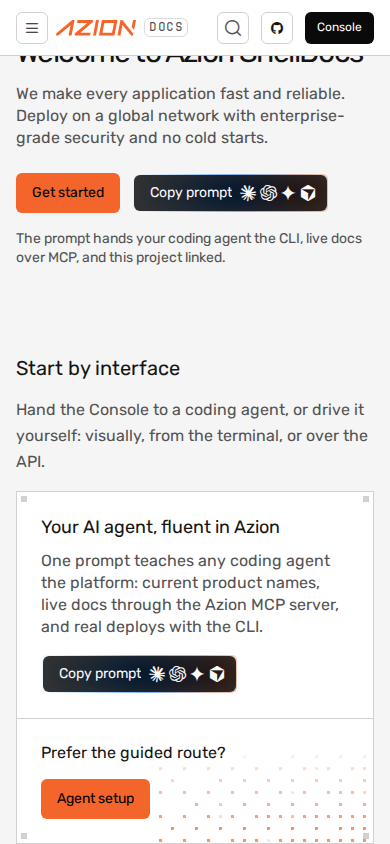 AZION DOCS Console
Welcome to Azion ShellDocs
We make every application fast and reliable.
Deploy on a global network with enterprise-
grade security and no cold starts.
Get started Copy prompt
The prompt hands your coding agent the CLI, live docs
over MCP, and this project linked.
Start by interface
Hand the Console to a coding agent, or drive it
yourself: visually, from the terminal, or over the
API.
Your AI agent, fluent in Azion
One prompt teaches any coding agent
the platform: current product names,
live docs through the Azion MCP server,
and real deploys with the CLI.
Copy prompt
Prefer the guided route?
Agent setup